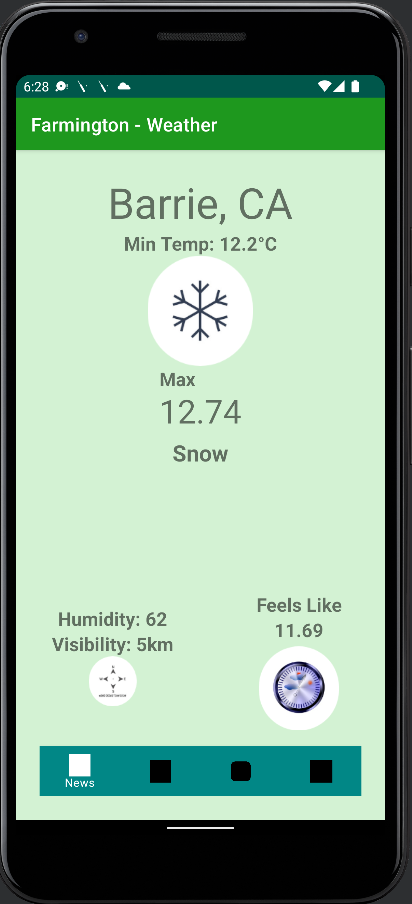 6:28
Farmington - Weather
Barrie, CA
Min Temp: 12.2°C
Max
12.74
Snow
Humidity: 62
Visibility: 5km
Feels Like
11.69
News